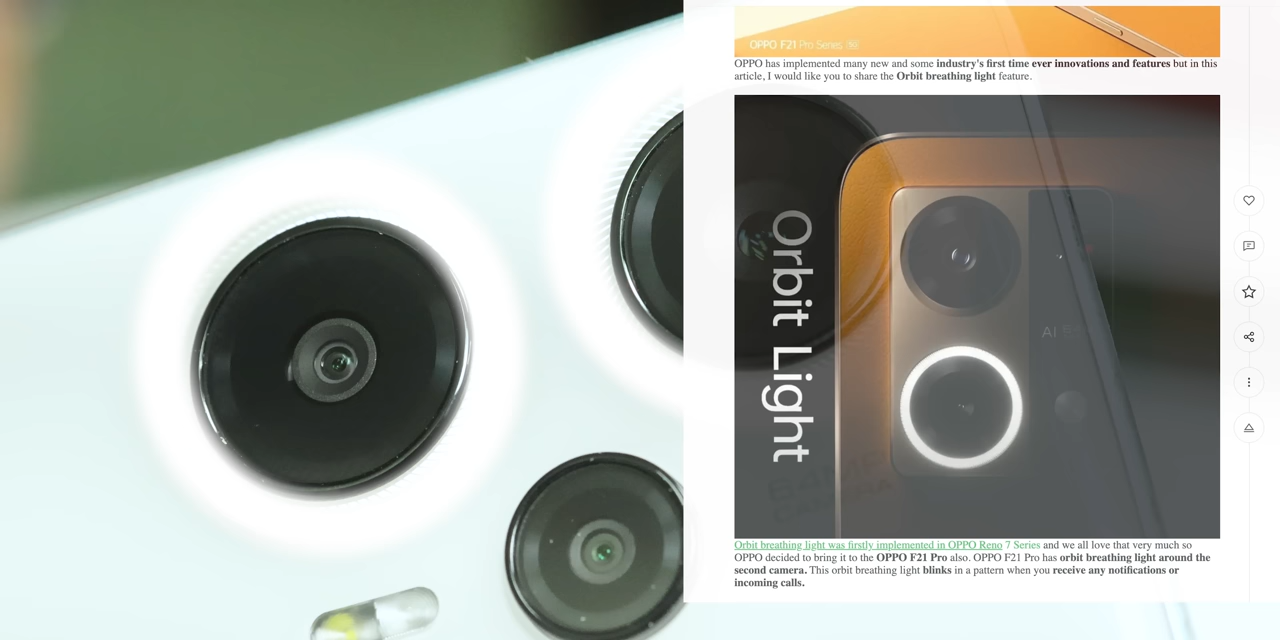 OPPO F21 Pro Series 5G
OPPO has implemented many new and some industry's first time ever innovations and features but in this
article, I would like you to share the Orbit breathing light feature.
Orbit Light
AI
Orbit breathing light was firstly implemented in OPPO Reno 7 Series and we all love that very much so
OPPO decided to bring it to the OPPO F21 Pro also. OPPO F21 Pro has orbit breathing light around the
second camera. This orbit breathing light blinks in a pattern when you receive any notifications or
incoming calls.